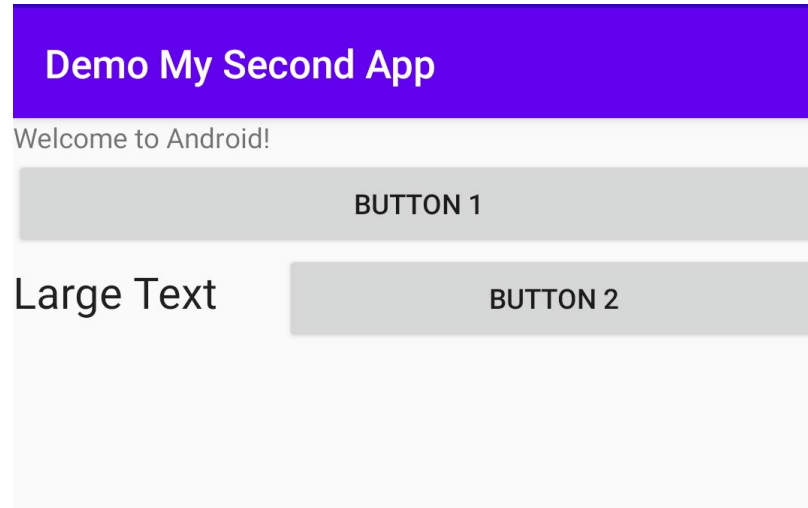 Demo My Second App
Welcome to Android!
BUTTON 1
Large Text BUTTON 2